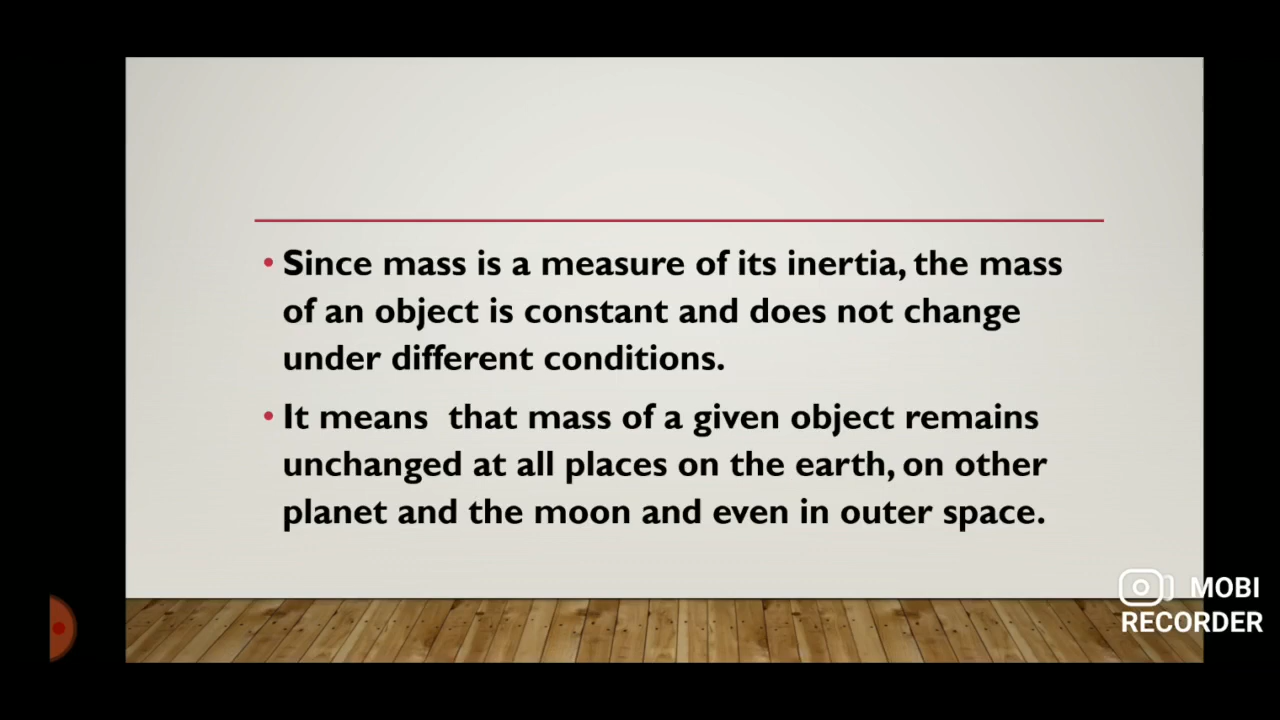 • Since mass is a measure of its inertia, the mass
of an object is constant and does not change
under different conditions.
• It means  that mass of a given object remains
unchanged at all places on the earth, on other
planet and the moon and even in outer space.
MOBI
RECORDER